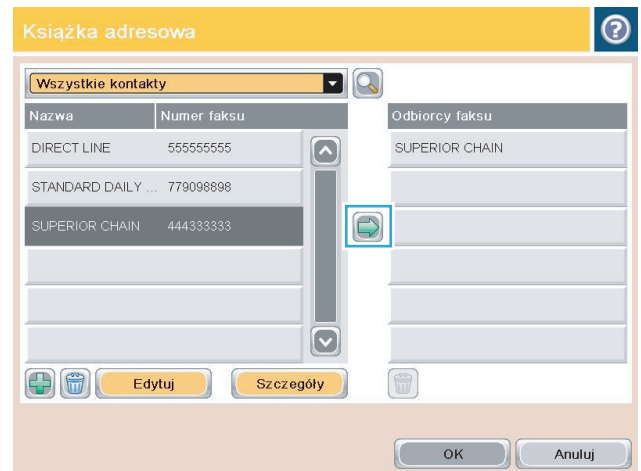 Książka adresowa
?
Wszystkie kontakty
Nazwa Numer faksu Odbiorcy faksu
DIRECT LINE 555555555 SUPERIOR CHAIN
STANDARD DAILY ... 779098898
SUPERIOR CHAIN 444333333
Edytuj Szczegóły
OK Anuluj